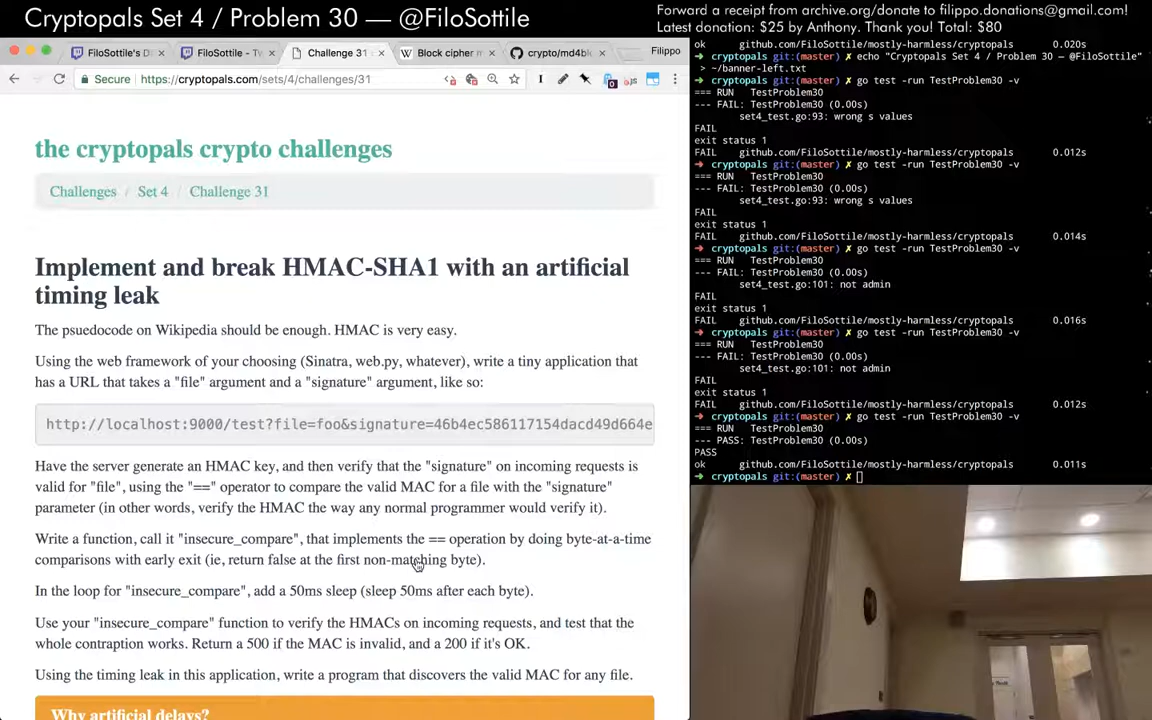 Cryptopals Set 4 / Problem 30 — @FiloSottile
Forward a receipt from archive.org/donate to filippo.donations@gmail.com!
Latest donation: $25 by Anthony. Thank you! Total: $80
FiloSottile's D
FiloSottile - Tw
Challenge 31
Block cipher m
crypto/md4bl
Filippo
Secure
https://cryptopals.com/sets/4/challenges/31
the cryptopals crypto challenges
Challenges / Set 4 / Challenge 31
Implement and break HMAC-SHA1 with an artificial
timing leak
The psuedocode on Wikipedia should be enough. HMAC is very easy.
Using the web framework of your choosing (Sinatra, web.py, whatever), write a tiny application that
has a URL that takes a "file" argument and a "signature" argument, like so:
http://localhost:9000/test?file=foo&signature=46b4ec586117154dacd49d664e
Have the server generate an HMAC key, and then verify that the "signature" on incoming requests is
valid for "file", using the "==" operator to compare the valid MAC for a file with the "signature"
parameter (in other words, verify the HMAC the way any normal programmer would verify it).
Write a function, call it "insecure_compare", that implements the == operation by doing byte-at-a-time
comparisons with early exit (ie, return false at the first non-matching byte).
In the loop for "insecure_compare", add a 50ms sleep (sleep 50ms after each byte).
Use your "insecure_compare" function to verify the HMACs on incoming requests, and test that the
whole contraption works. Return a 500 if the MAC is invalid, and a 200 if it's OK.
Using the timing leak in this application, write a program that discovers the valid MAC for any file.
Why artificial delays?
ok github.com/FiloSottile/mostly-harmless/cryptopals 0.020s
➜ cryptopals git:(master) ✗ echo "Cryptopals Set 4 / Problem 30 — @FiloSottile"
> ~/banner-left.txt
➜ cryptopals git:(master) ✗ go test -run TestProblem30 -v
=== RUN TestProblem30
--- FAIL: TestProblem30 (0.00s)
set4_test.go:93: wrong s values
FAIL
exit status 1
FAIL github.com/FiloSottile/mostly-harmless/cryptopals 0.012s
➜ cryptopals git:(master) ✗ go test -run TestProblem30 -v
=== RUN TestProblem30
--- FAIL: TestProblem30 (0.00s)
set4_test.go:93: wrong s values
FAIL
exit status 1
FAIL github.com/FiloSottile/mostly-harmless/cryptopals 0.014s
➜ cryptopals git:(master) ✗ go test -run TestProblem30 -v
=== RUN TestProblem30
--- FAIL: TestProblem30 (0.00s)
set4_test.go:101: not admin
FAIL
exit status 1
FAIL github.com/FiloSottile/mostly-harmless/cryptopals 0.016s
➜ cryptopals git:(master) ✗ go test -run TestProblem30 -v
=== RUN TestProblem30
--- FAIL: TestProblem30 (0.00s)
set4_test.go:101: not admin
FAIL
exit status 1
FAIL github.com/FiloSottile/mostly-harmless/cryptopals 0.012s
➜ cryptopals git:(master) ✗ go test -run TestProblem30 -v
=== RUN TestProblem30
--- PASS: TestProblem30 (0.00s)
PASS
ok github.com/FiloSottile/mostly-harmless/cryptopals 0.011s
➜ cryptopals git:(master) ✗